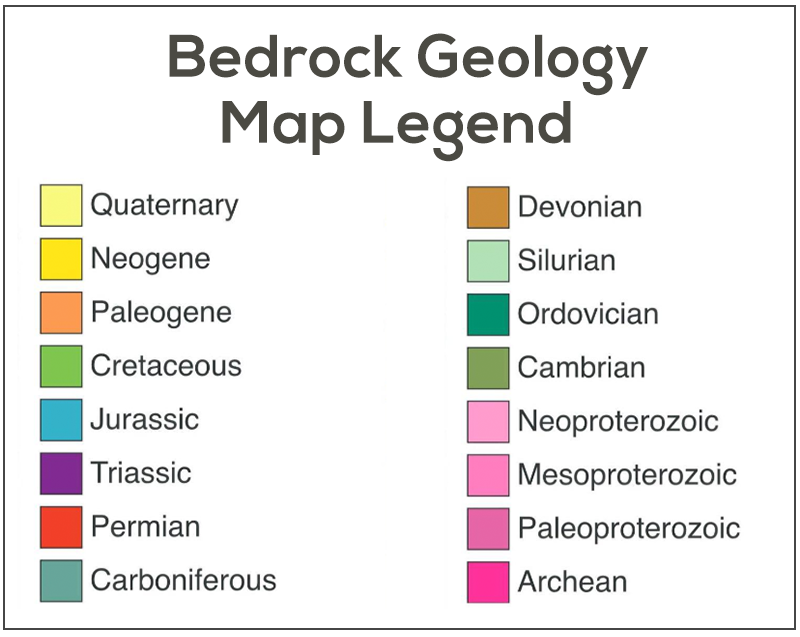 Bedrock Geology
Map Legend
Quaternary
Neogene
Paleogene
Cretaceous
Jurassic
Triassic
Permian
Carboniferous
Devonian
Silurian
Ordovician
Cambrian
Neoproterozoic
Mesoproterozoic
Paleoproterozoic
Archean